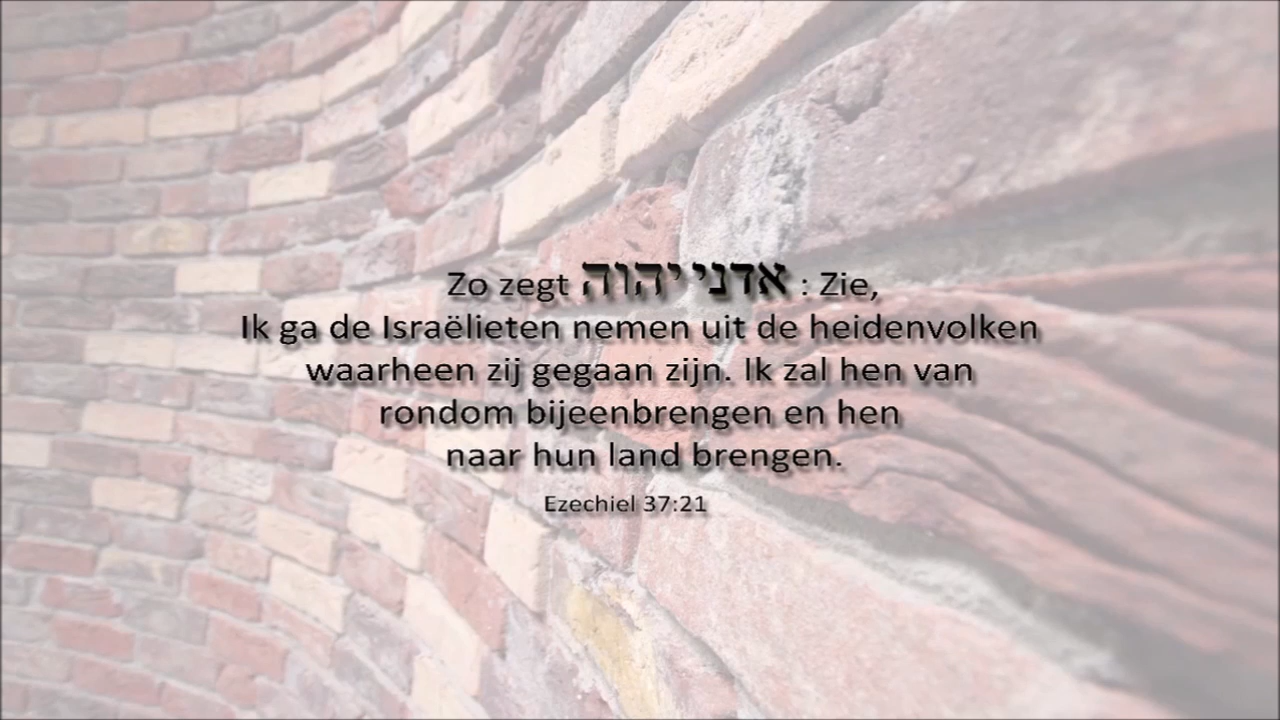 Zo zegt אדני יהוה : Zie,
Ik ga de Israëlieten nemen uit de heidenvolken
waarheen zij gegaan zijn. Ik zal hen van
rondom bijeenbrengen en hen
naar hun land brengen.
Ezechiel 37:21